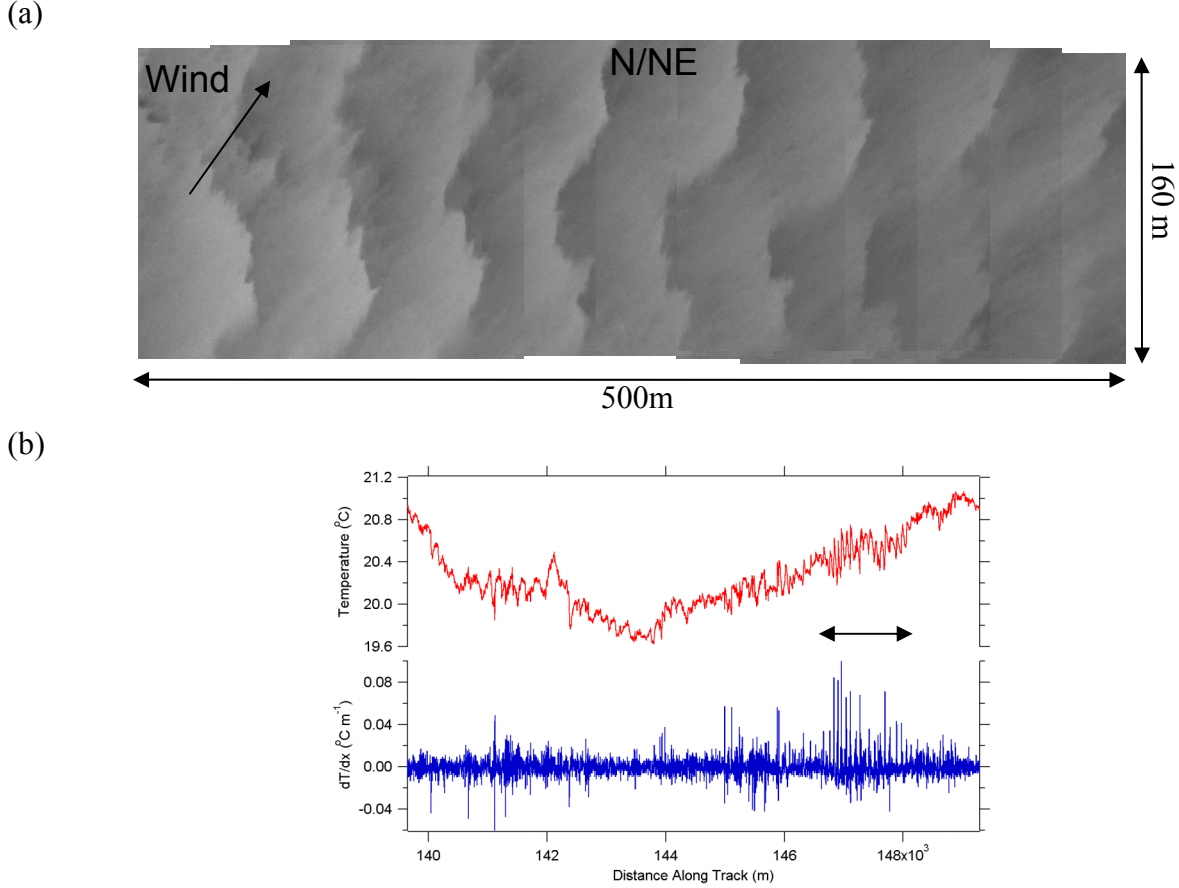 (a)
Wind
N/NE
160 m
500m
(b)
21.2
20.8
20.4
20.0
19.6
Temperature (°C)
0.08
0.04
0.00
-0.04
dT/dx (°C m⁻¹)
140
142
144
146
148x10³
Distance Along Track (m)